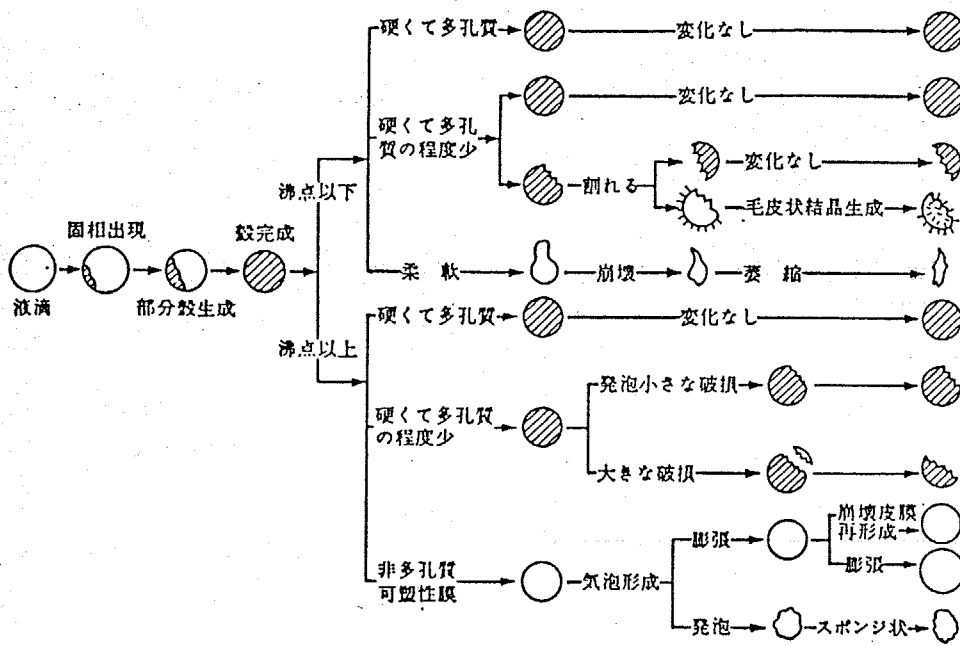 硬くて多孔質
変化なし
硬くて多孔
質の程度少
変化なし
割れる
変化なし
毛皮状結晶生成
沸点以下
柔 軟
崩壊
萎 縮
液滴
固相出現
部分殻生成
殻完成
沸点以上
硬くて多孔質
変化なし
硬くて多孔質
の程度少
発泡小さな破損
大きな破損
非多孔質
可塑性膜
気泡形成
膨張
崩壊皮膜
再形成
膨張
発泡
スポンジ状